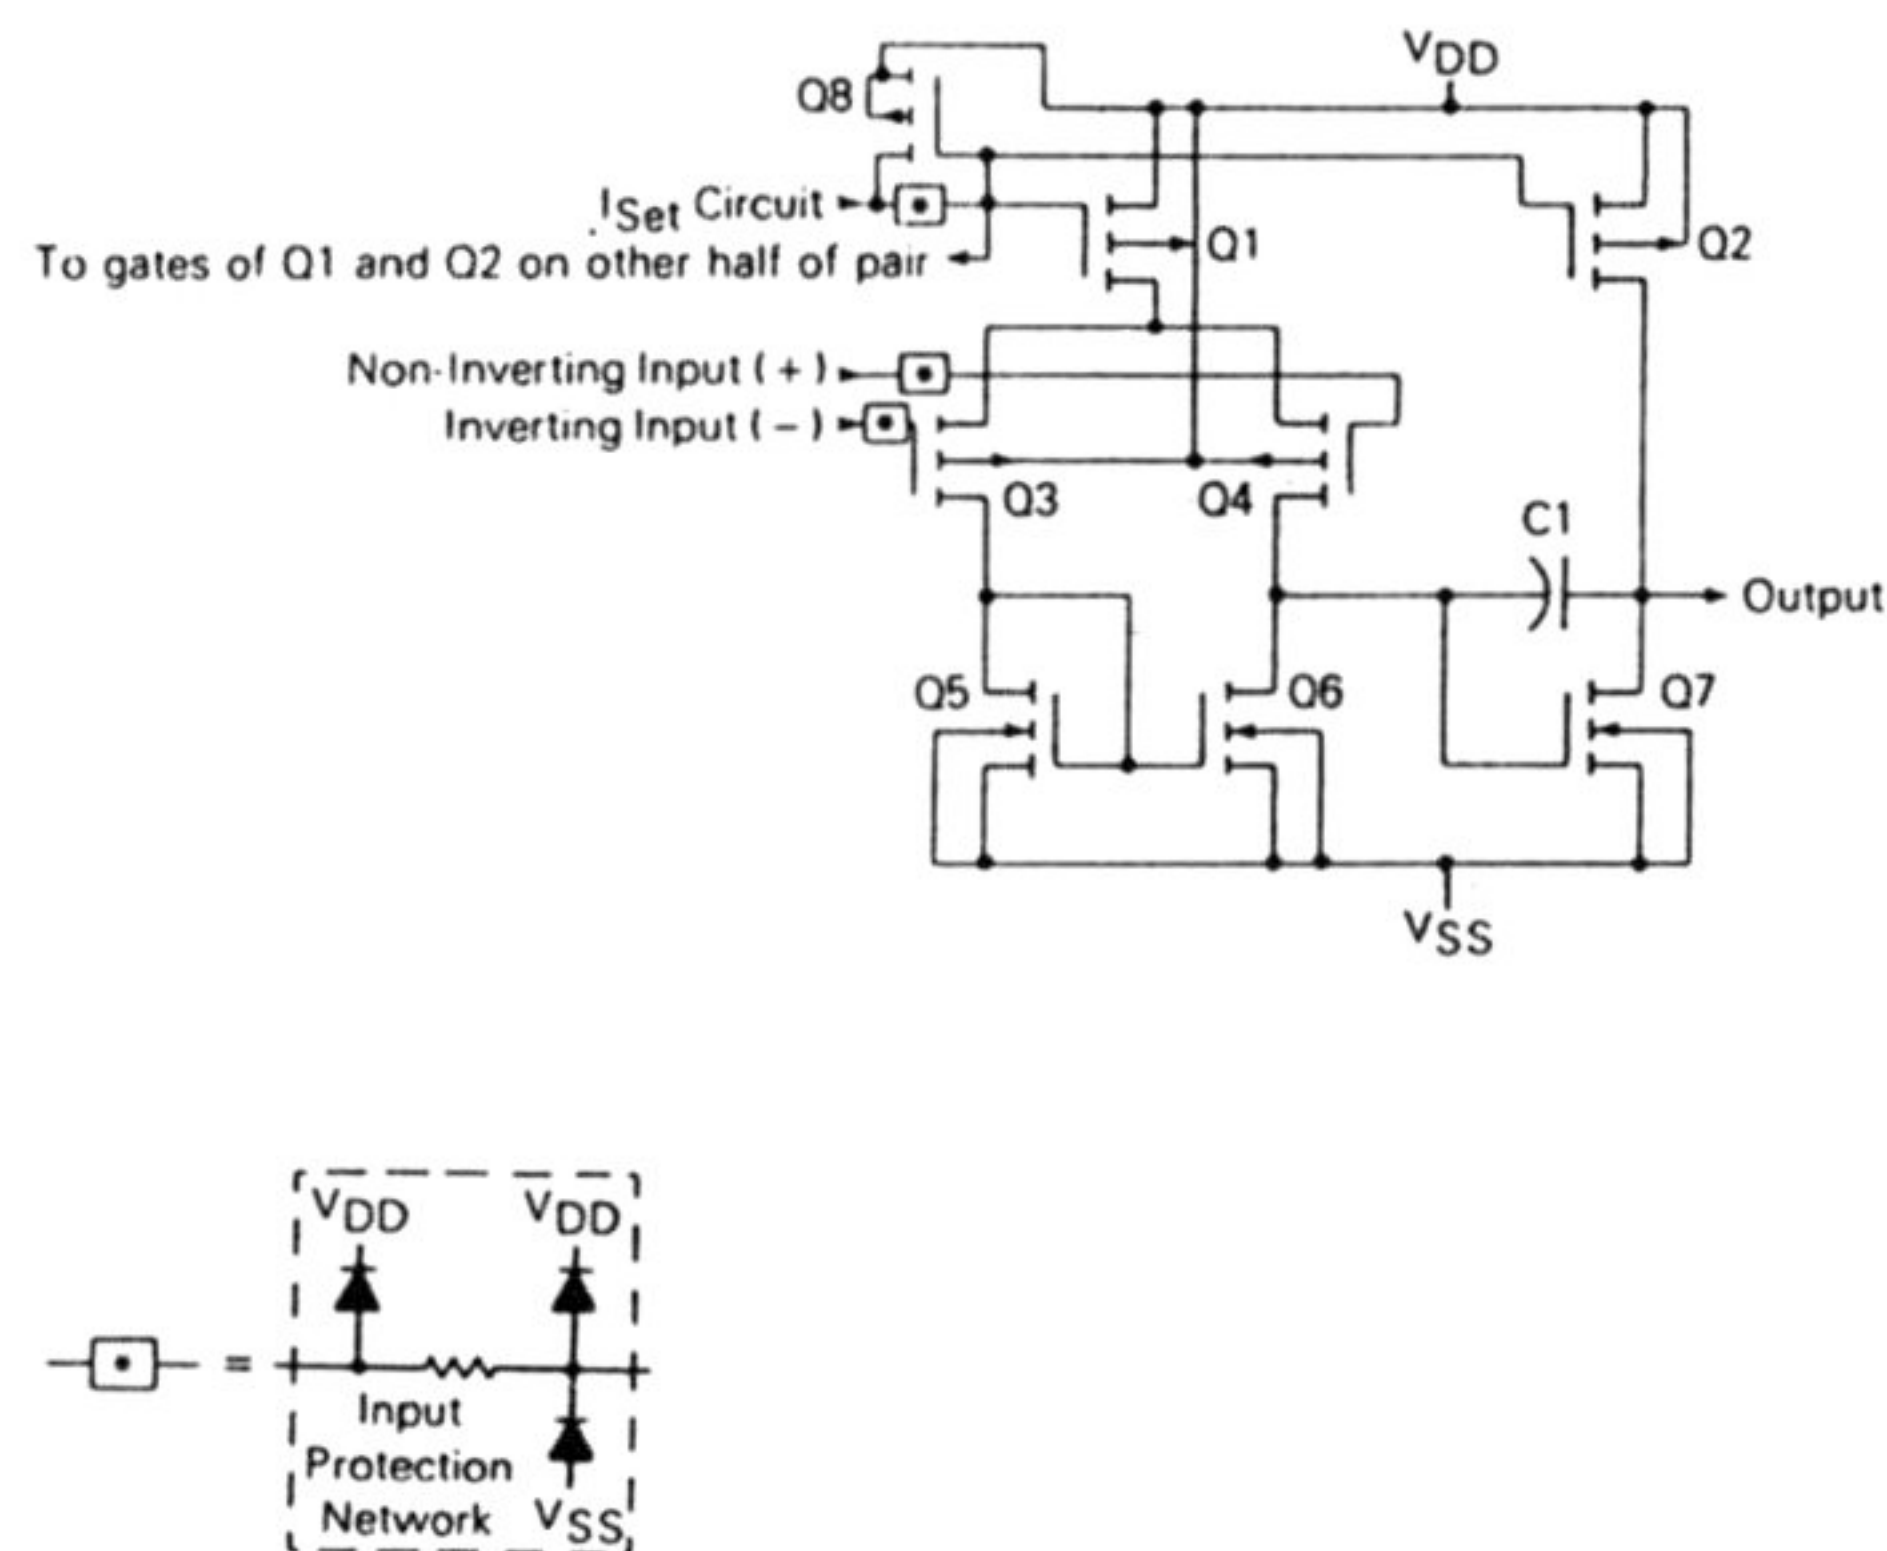 VDD
Q8
ISet Circuit
Q1
Q2
To gates of Q1 and Q2 on other half of pair
Non-Inverting Input ( + )
Inverting Input ( − )
Q3
Q4
C1
Output
Q5
Q6
Q7
VSS
VDD
VDD
=
Input
Protection
Network
VSS